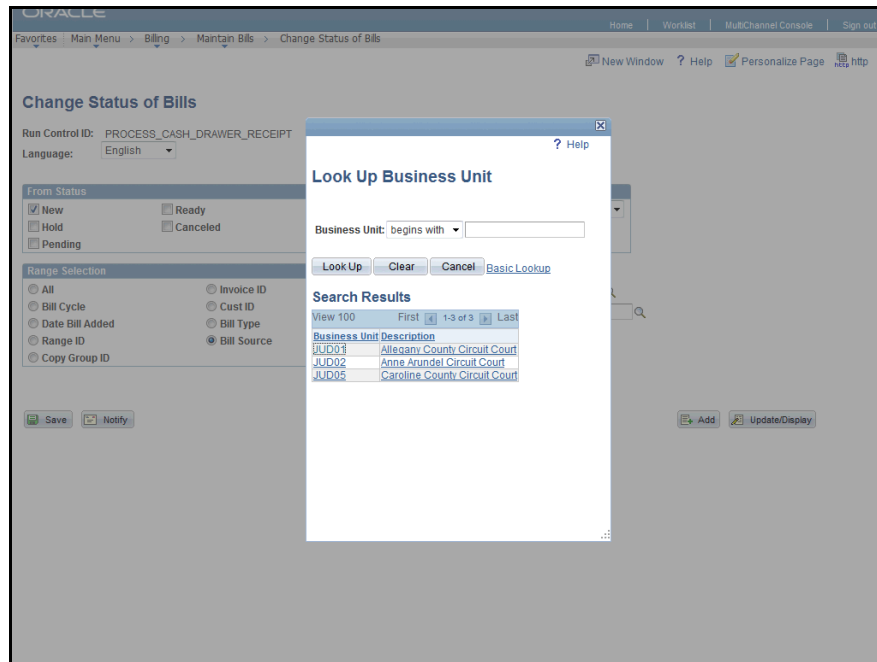 ORACLE
Home | Worklist | MultiChannel Console | Sign out
Favorites Main Menu > Billing > Maintain Bills > Change Status of Bills
New Window ? Help Personalize Page http
Change Status of Bills
Run Control ID: PROCESS_CASH_DRAWER_RECEIPT
Language: English
From Status
New Ready
Hold Canceled
Pending
Range Selection
All Invoice ID
Bill Cycle Cust ID
Date Bill Added Bill Type
Range ID Bill Source
Copy Group ID
Save Notify
Add Update/Display
? Help
Look Up Business Unit
Business Unit: begins with
Look Up Clear Cancel Basic Lookup
Search Results
View 100 First 1-3 of 3 Last
Business Unit Description
JUD01 Allegany County Circuit Court
JUD02 Anne Arundel Circuit Court
JUD05 Caroline County Circuit Court